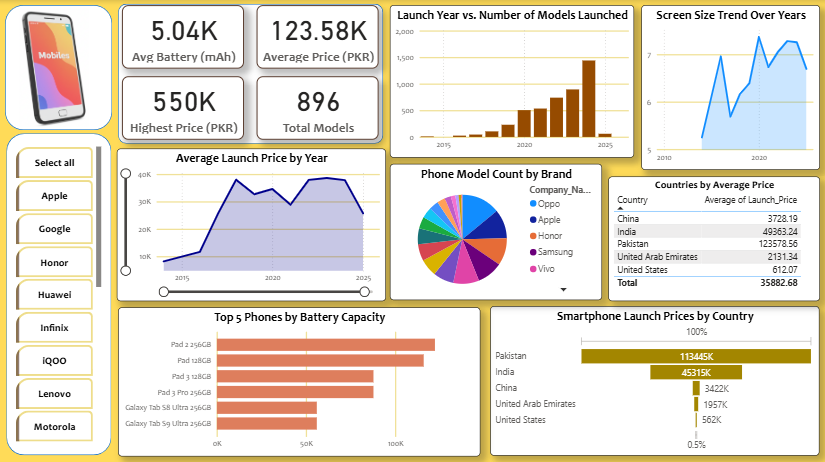 Mobiles
5.04K
Avg Battery (mAh)
123.58K
Average Price (PKR)
550K
Highest Price (PKR)
896
Total Models
Launch Year vs. Number of Models Launched
2,000
1,500
1,000
500
0
2015
2020
2025
Screen Size Trend Over Years
7
6
5
2010
2020
Select all
Apple
Google
Honor
Huawei
Infinix
iQOO
Lenovo
Motorola
Average Launch Price by Year
40K
30K
20K
10K
2015
2020
2025
Phone Model Count by Brand
Company_Na...
Oppo
Apple
Honor
Samsung
Vivo
Countries by Average Price
Country Average of Launch_Price
China 3728.19
India 49363.24
Pakistan 123578.56
United Arab Emirates 2131.34
United States 612.07
Total 35882.68
Top 5 Phones by Battery Capacity
Pad 2 256GB
Pad 128GB
Pad 3 128GB
Pad 3 Pro 256GB
Galaxy Tab S8 Ultra 256GB
Galaxy Tab S9 Ultra 256GB
0K
50K
100K
Smartphone Launch Prices by Country
100%
Pakistan 113445K
India 45315K
China 3422K
United Arab Emirates 1957K
United States 562K
0.5%